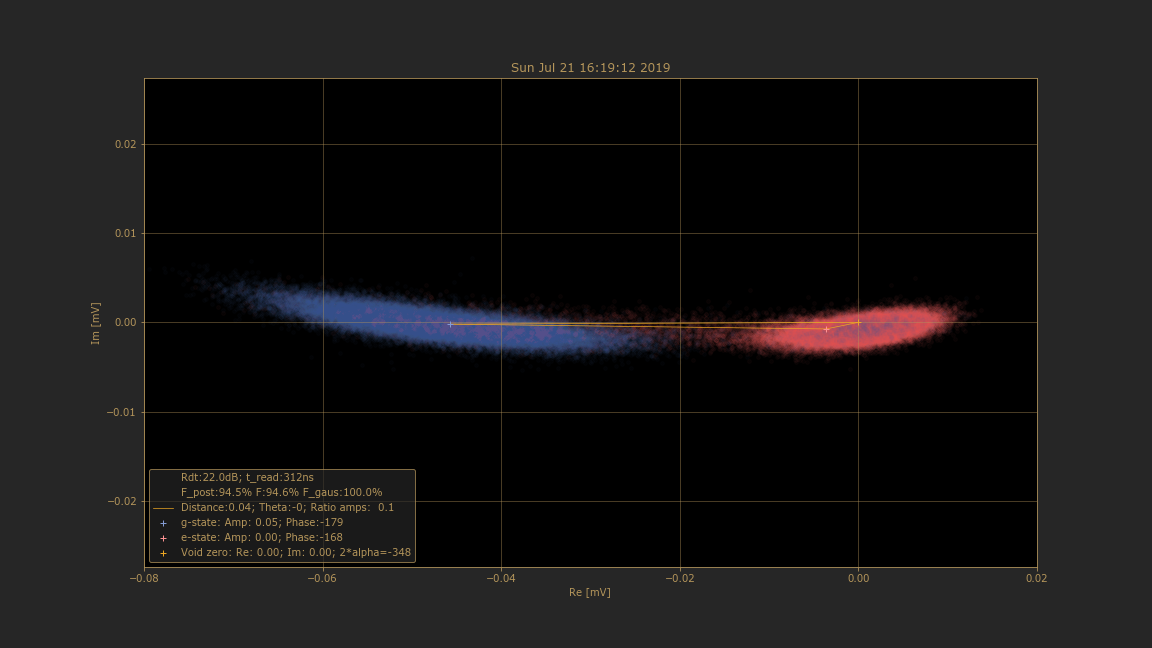 Sun Jul 21 16:19:12 2019
Im [mV]
0.02
0.01
0.00
−0.01
−0.02
Rdt:22.0dB; t_read:312ns
F_post:94.5% F:94.6% F_gaus:100.0%
Distance:0.04; Theta:-0; Ratio amps:  0.1
g-state: Amp: 0.05; Phase:-179
e-state: Amp: 0.00; Phase:-168
Void zero: Re: 0.00; Im: 0.00; 2*alpha=-348
−0.08 −0.06 −0.04 −0.02 0.00 0.02
Re [mV]